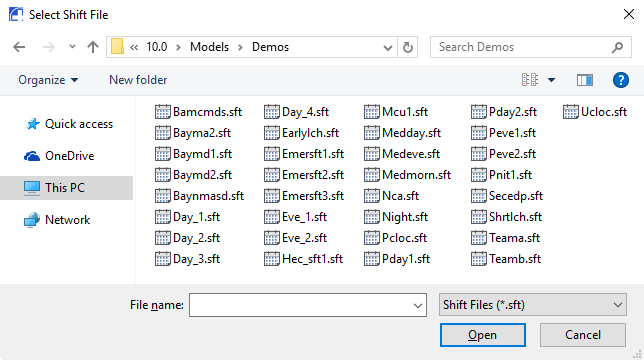 Select Shift File
« 10.0 > Models > Demos
Search Demos
Organize
New folder
Quick access
OneDrive
This PC
Network
Bamcmds.sft
Bayma2.sft
Baymd1.sft
Baymd2.sft
Baynmasd.sft
Day_1.sft
Day_2.sft
Day_3.sft
Day_4.sft
Earlylch.sft
Emersft1.sft
Emersft2.sft
Emersft3.sft
Eve_1.sft
Eve_2.sft
Hec_sft1.sft
Mcu1.sft
Medday.sft
Medeve.sft
Medmorn.sft
Nca.sft
Night.sft
Pcloc.sft
Pday1.sft
Pday2.sft
Peve1.sft
Peve2.sft
Pnit1.sft
Secedp.sft
Shrtlch.sft
Teama.sft
Teamb.sft
Ucloc.sft
File name:
Shift Files (*.sft)
Open
Cancel